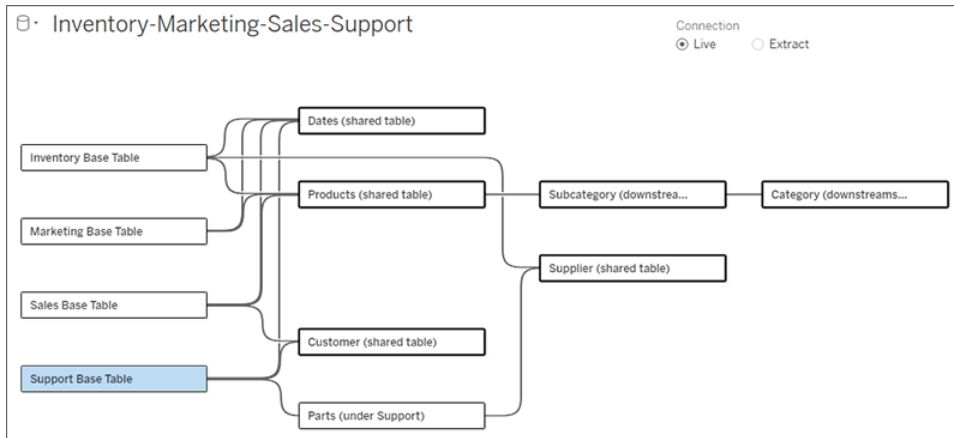 Inventory-Marketing-Sales-Support
Connection
Live
Extract
Dates (shared table)
Inventory Base Table
Products (shared table)
Subcategory (downstrea...
Category (downstreams...
Marketing Base Table
Supplier (shared table)
Sales Base Table
Customer (shared table)
Support Base Table
Parts (under Support)